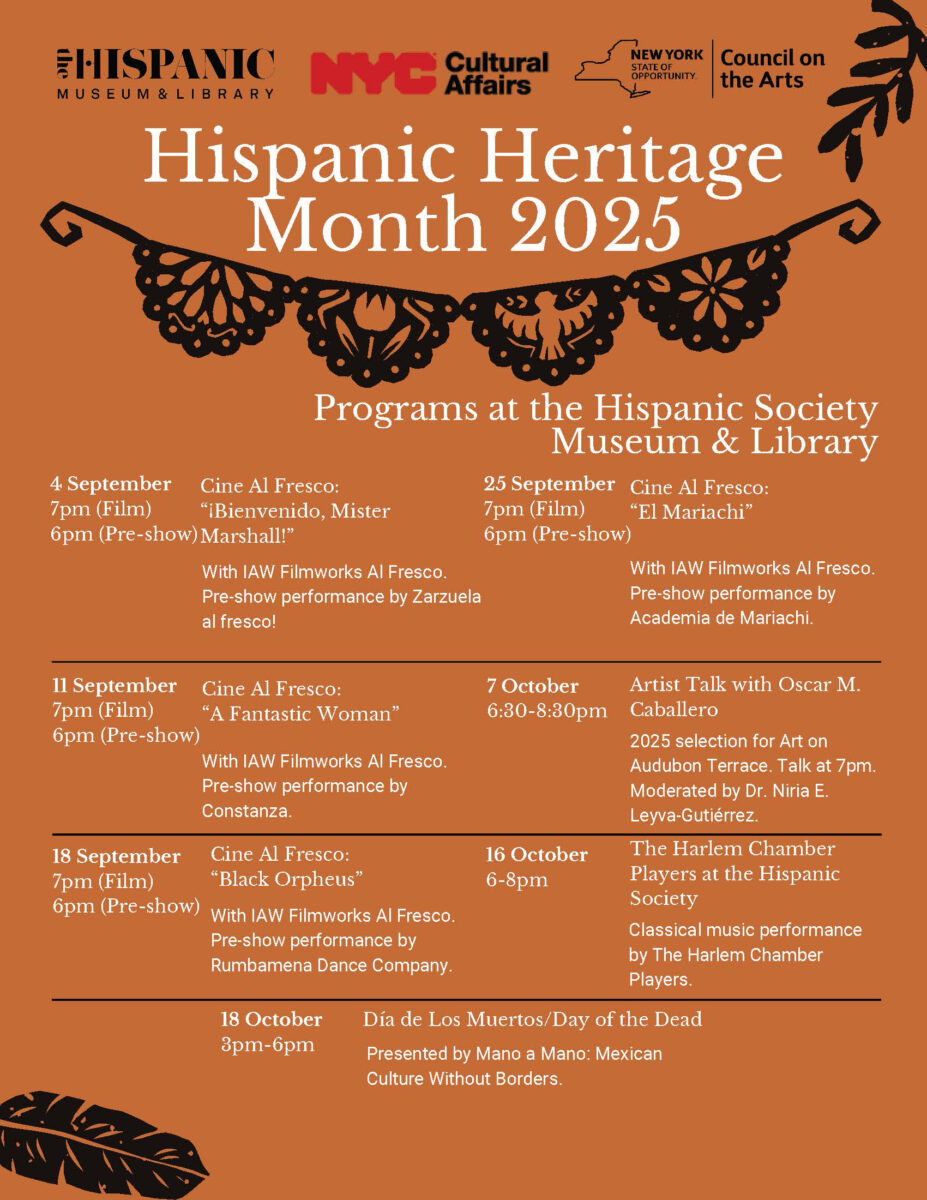 the HISPANIC
MUSEUM & LIBRARY
NYC Cultural
Affairs
NEW YORK
STATE OF
OPPORTUNITY.
Council on
the Arts
Hispanic Heritage
Month 2025
Programs at the Hispanic Society
Museum & Library
4 September
7pm (Film)
6pm (Pre-show)
Cine Al Fresco:
“¡Bienvenido, Mister
Marshall!”
With IAW Filmworks Al Fresco.
Pre-show performance by Zarzuela
al fresco!
25 September
7pm (Film)
6pm (Pre-show)
Cine Al Fresco:
“El Mariachi”
With IAW Filmworks Al Fresco.
Pre-show performance by
Academia de Mariachi.
11 September
7pm (Film)
6pm (Pre-show)
Cine Al Fresco:
“A Fantastic Woman”
With IAW Filmworks Al Fresco.
Pre-show performance by
Constanza.
7 October
6:30-8:30pm
Artist Talk with Oscar M.
Caballero
2025 selection for Art on
Audubon Terrace. Talk at 7pm.
Moderated by Dr. Niria E.
Leyva-Gutiérrez.
18 September
7pm (Film)
6pm (Pre-show)
Cine Al Fresco:
“Black Orpheus”
With IAW Filmworks Al Fresco.
Pre-show performance by
Rumbamena Dance Company.
16 October
6-8pm
The Harlem Chamber
Players at the Hispanic
Society
Classical music performance
by The Harlem Chamber
Players.
18 October
3pm-6pm
Día de Los Muertos/Day of the Dead
Presented by Mano a Mano: Mexican
Culture Without Borders.